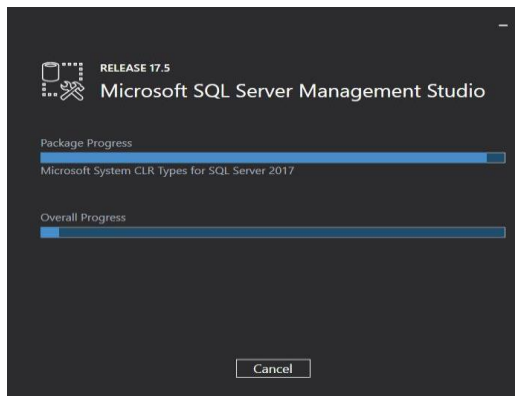 RELEASE 17.5
Microsoft SQL Server Management Studio
Package Progress
Microsoft System CLR Types for SQL Server 2017
Overall Progress
Cancel